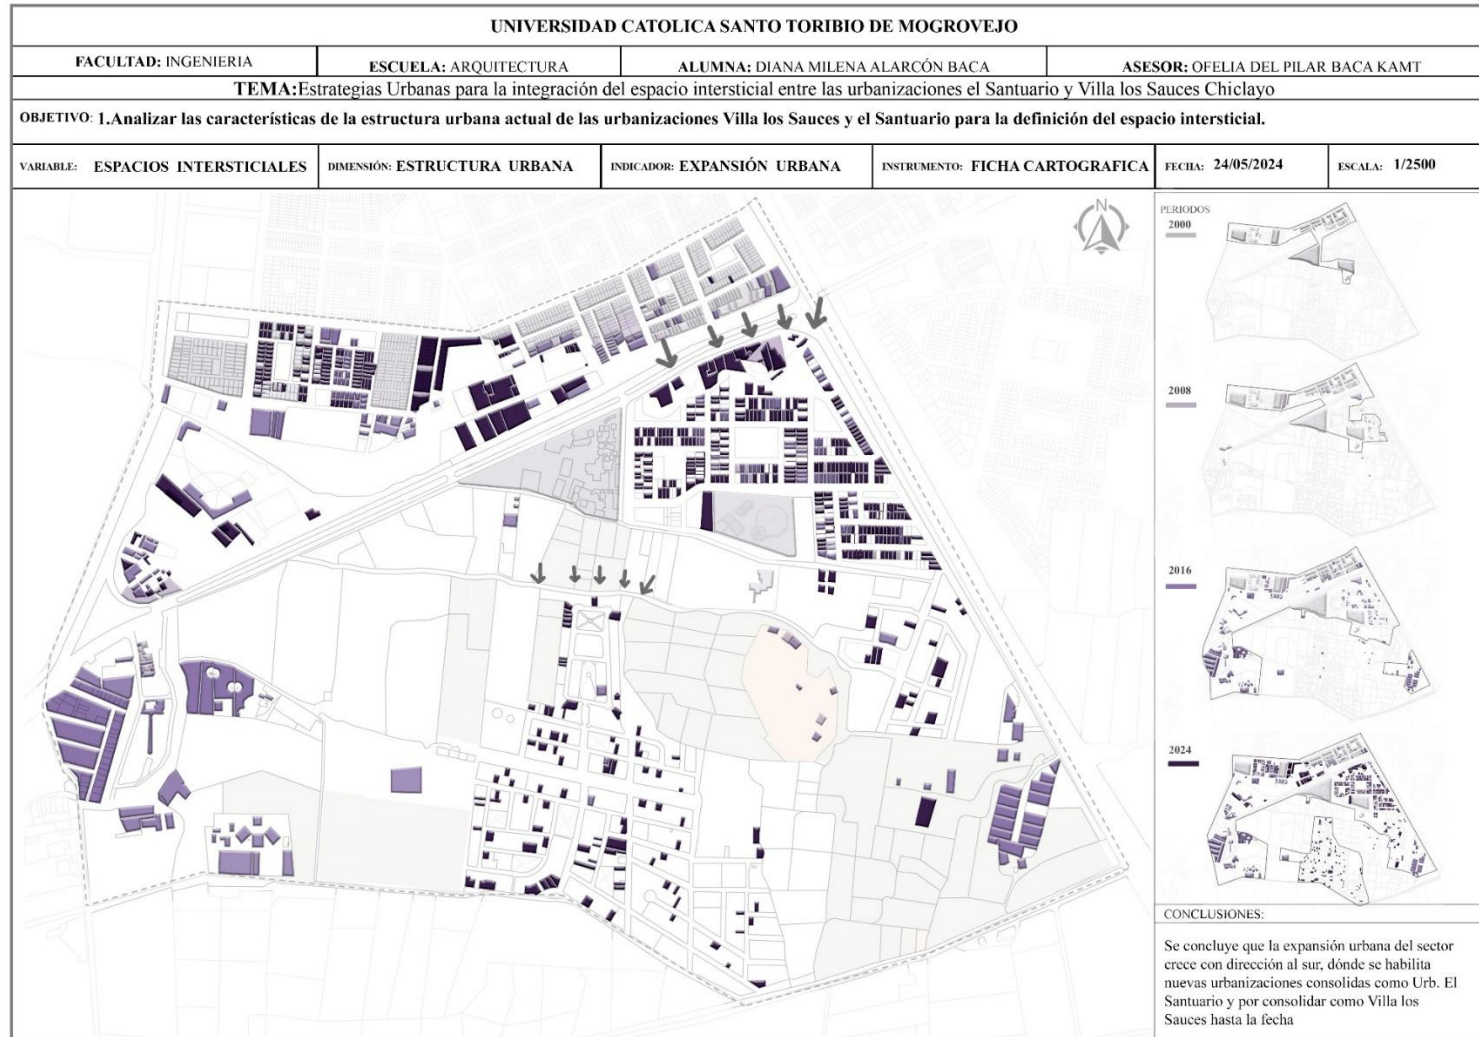 UNIVERSIDAD CATOLICA SANTO TORIBIO DE MOGROVEJO
FACULTAD: INGENIERIA
ESCUELA: ARQUITECTURA
ALUMNA: DIANA MILENA ALARCÓN BACA
ASESOR: OFELIA DEL PILAR BACA KAMT
TEMA:Estrategias Urbanas para la integración del espacio intersticial entre las urbanizaciones el Santuario y Villa los Sauces Chiclayo
OBJETIVO: 1.Analizar las características de la estructura urbana actual de las urbanizaciones Villa los Sauces y el Santuario para la definición del espacio intersticial.
VARIABLE: ESPACIOS INTERSTICIALES
DIMENSIÓN: ESTRUCTURA URBANA
INDICADOR: EXPANSIÓN URBANA
INSTRUMENTO: FICHA CARTOGRAFICA
FECHA: 24/05/2024
ESCALA: 1/2500
N
PERIODOS
2000
2008
2016
2024
CONCLUSIONES:
Se concluye que la expansión urbana del sector
crece con dirección al sur, dónde se habilita
nuevas urbanizaciones consolidas como Urb. El
Santuario y por consolidar como Villa los
Sauces hasta la fecha